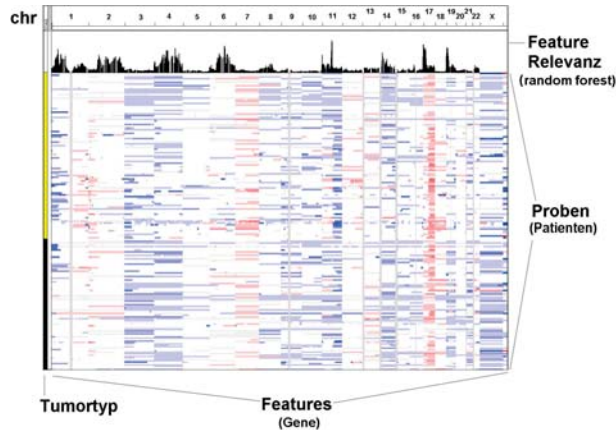 chr
1 2 3 4 5 6 7 8 9 10 11 12 13 14 15 16 17 18 19 20 21 22 X
Feature
Relevanz
(random forest)
Proben
(Patienten)
Tumortyp
Features
(Gene)